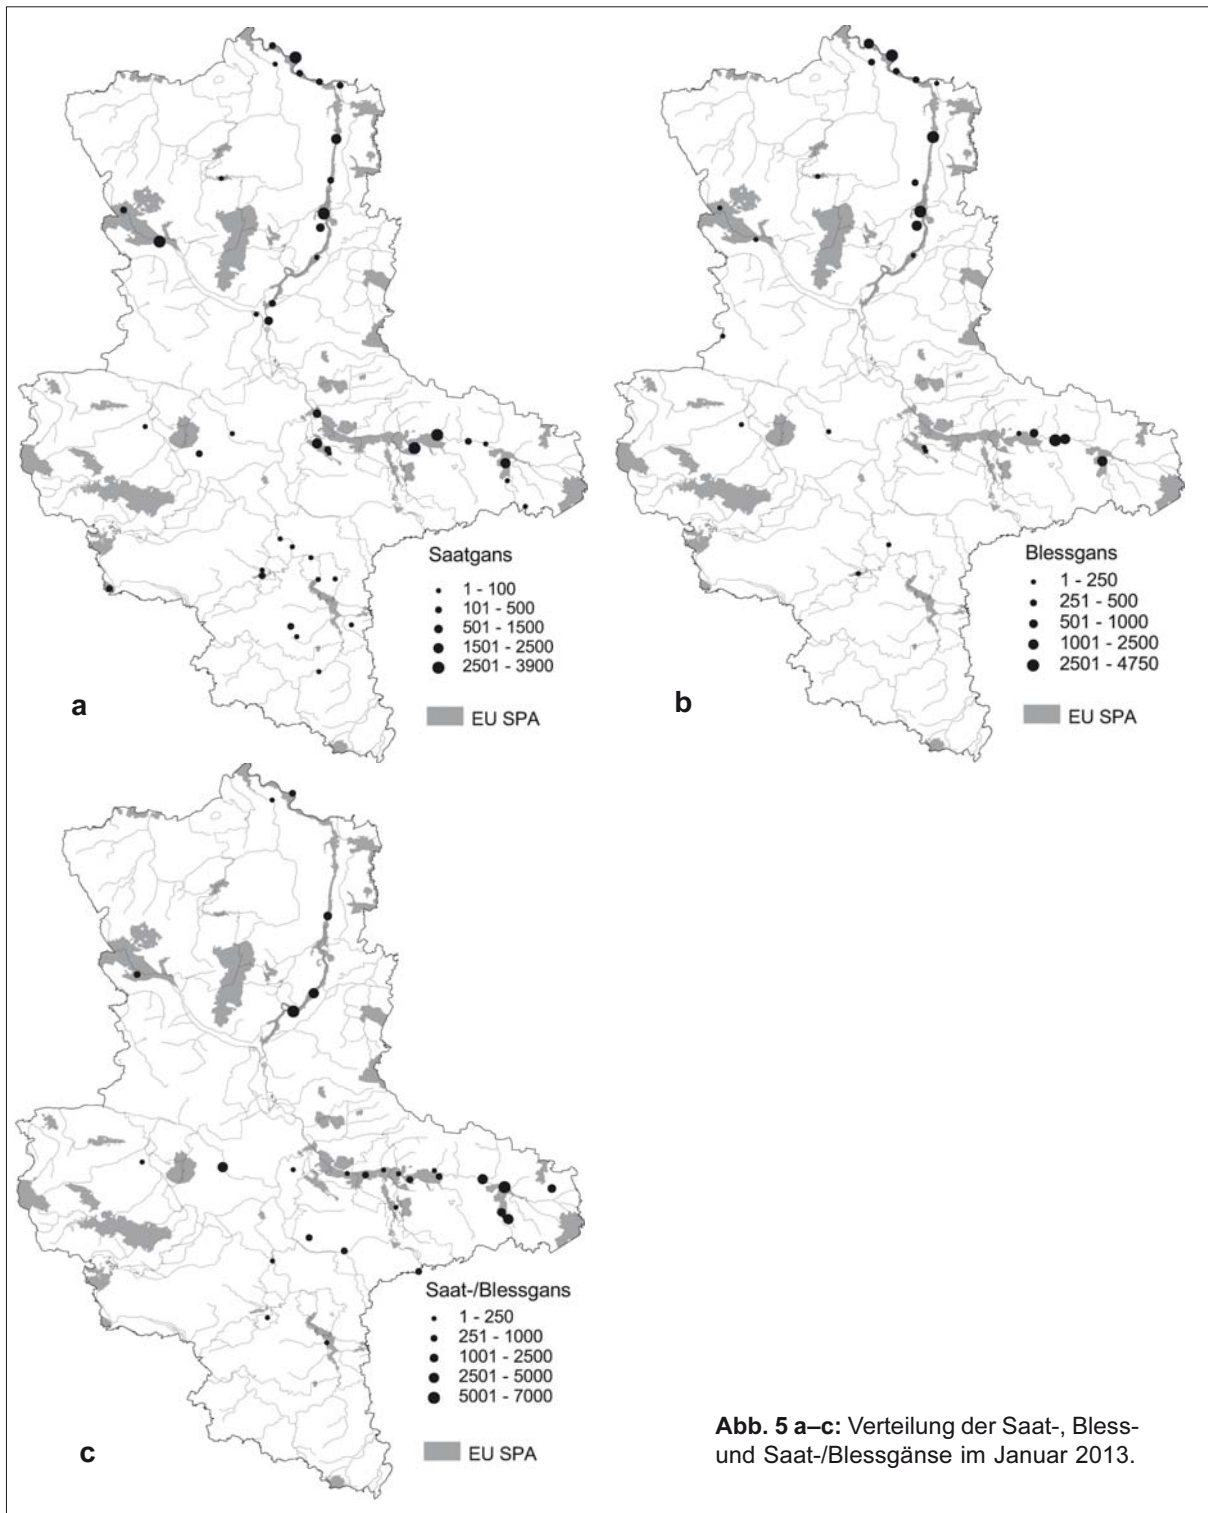 Saatgans
1 - 100
101 - 500
501 - 1500
1501 - 2500
2501 - 3900
EU SPA
a
Blessgans
1 - 250
251 - 500
501 - 1000
1001 - 2500
2501 - 4750
EU SPA
b
Saat-/Blessgans
1 - 250
251 - 1000
1001 - 2500
2501 - 5000
5001 - 7000
EU SPA
c
Abb. 5 a–c: Verteilung der Saat-, Bless-
und Saat-/Blessgänse im Januar 2013.